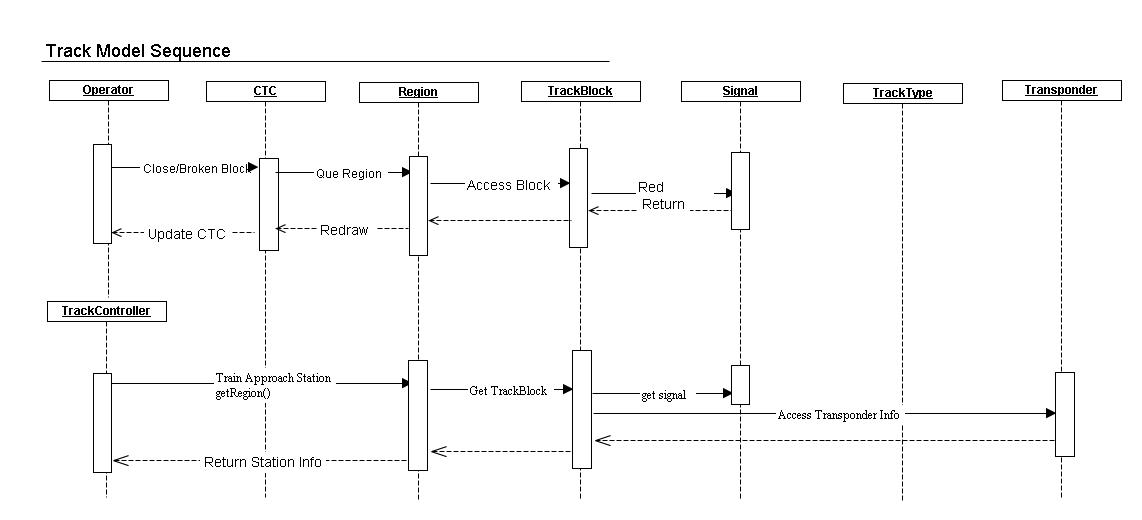 Track Model Sequence
Operator
CTC
Region
TrackBlock
Signal
TrackType
Transponder
Close/Broken Block
Que Region
Access Block
Red
Return
Redraw
Update CTC
TrackController
Train Approach Station
getRegion()
Get TrackBlock
get signal
Access Transponder Info
Return Station Info